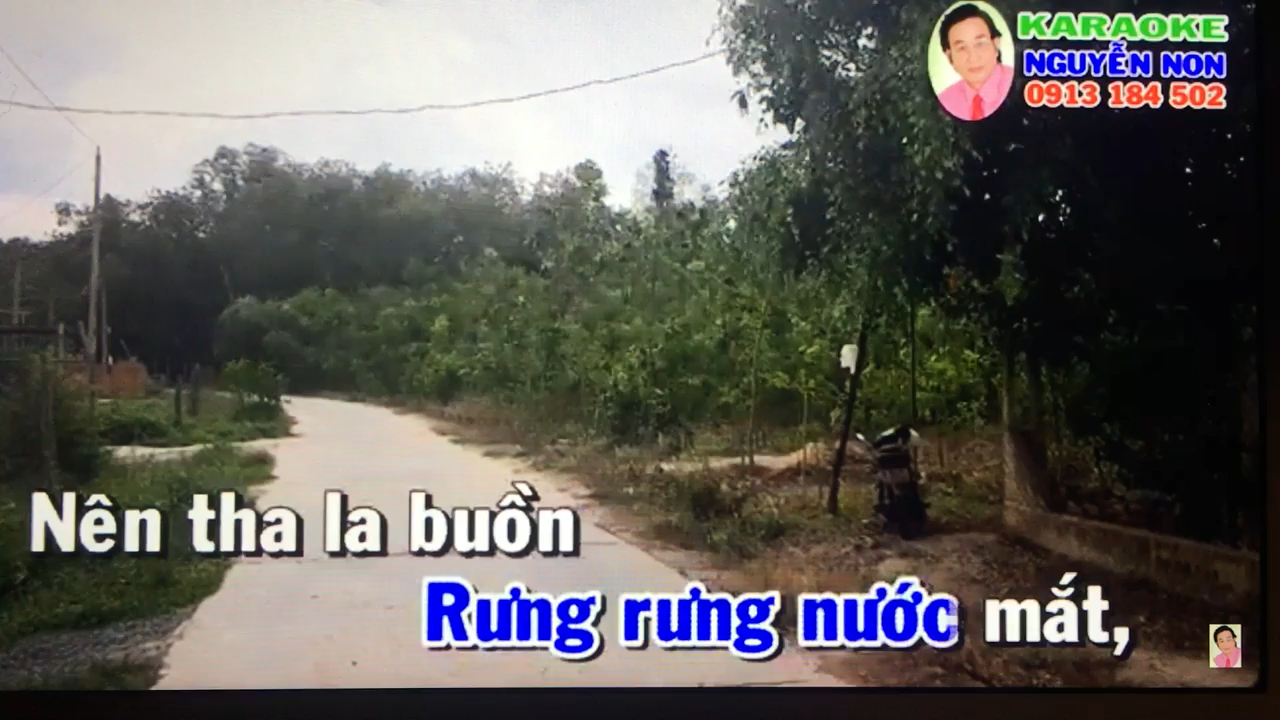 KARAOKE
NGUYỄN NON
0913 184 502
Nên tha la buồn
Rưng rưng nước mắt,